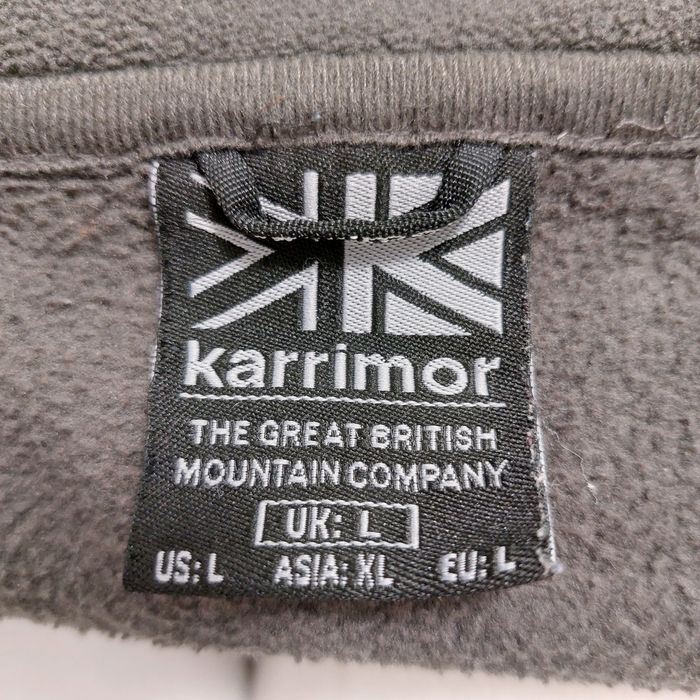 karrimor
THE GREAT BRITISH
MOUNTAIN COMPANY
UK: L
US: L ASIA: XL EU: L